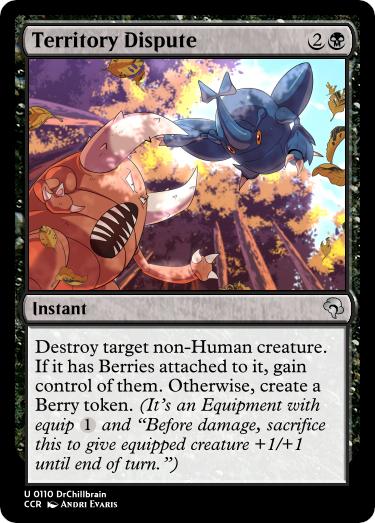 Territory Dispute 2
Instant
Destroy target non-Human creature.
If it has Berries attached to it, gain
control of them. Otherwise, create a
Berry token. (It's an Equipment with
equip 1 and “Before damage, sacrifice
this to give equipped creature +1/+1
until end of turn.”)
U 0110 DrChillbrain
CCR Andri Evaris